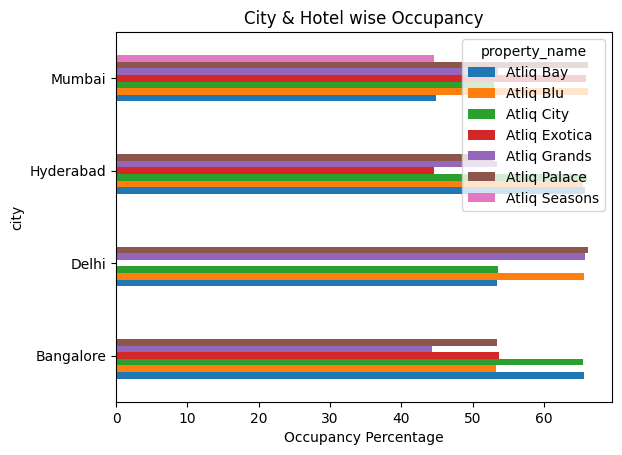 City & Hotel wise Occupancy
property_name
Atliq Bay
Atliq Blu
Atliq City
Atliq Exotica
Atliq Grands
Atliq Palace
Atliq Seasons
Mumbai
Hyderabad
Delhi
Bangalore
city
0 10 20 30 40 50 60
Occupancy Percentage